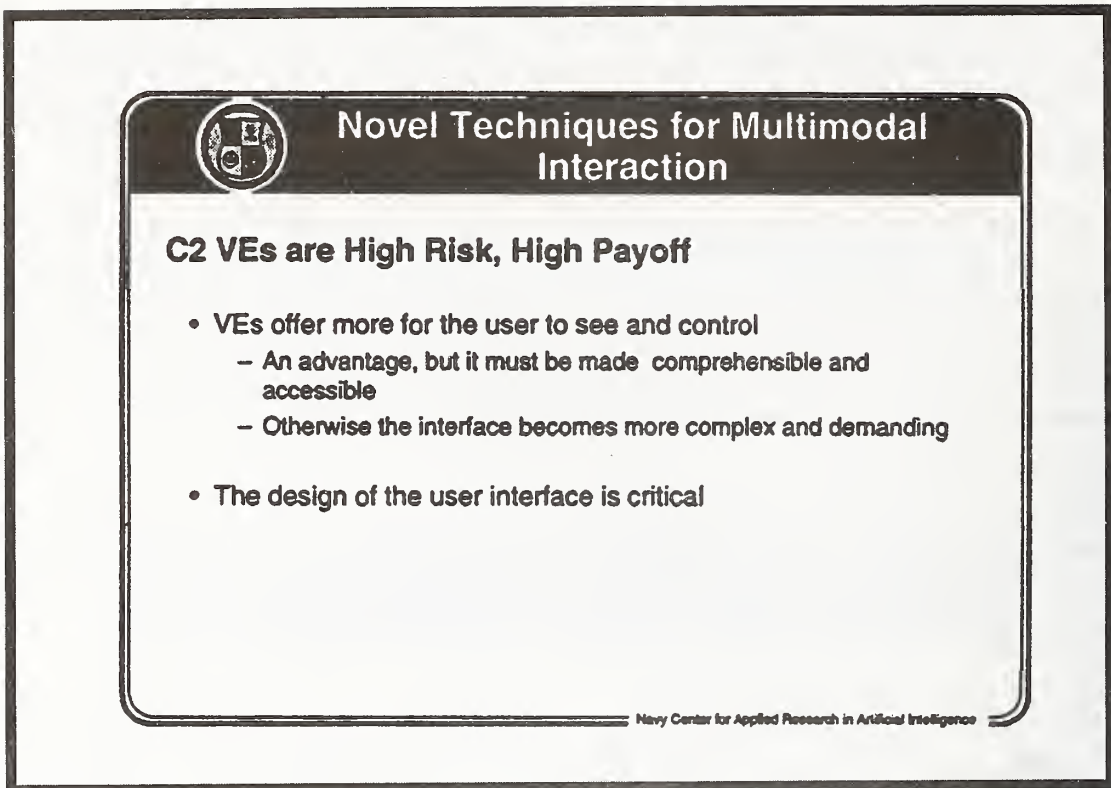 Novel Techniques for Multimodal
Interaction
C2 VEs are High Risk, High Payoff
• VEs offer more for the user to see and control
– An advantage, but it must be made comprehensible and
accessible
– Otherwise the interface becomes more complex and demanding
• The design of the user interface is critical
Navy Center for Applied Research in Artificial Intelligence